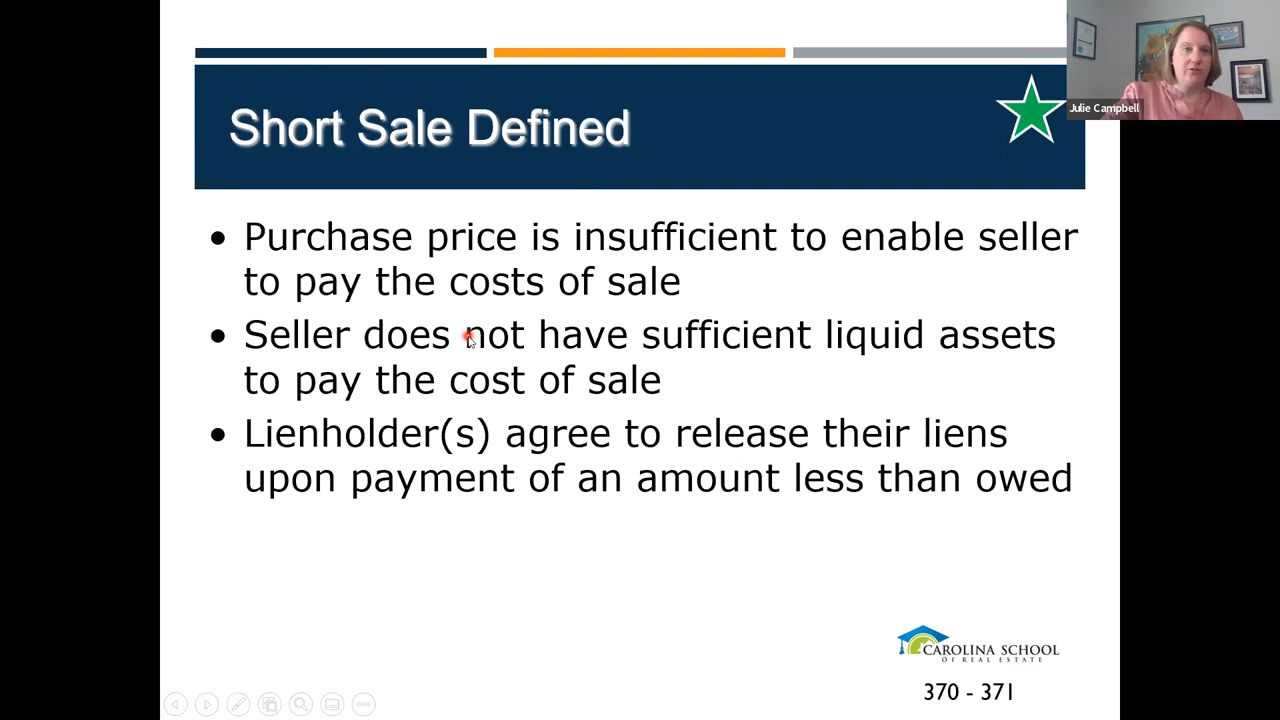 Short Sale Defined
Julie Campbell
• Purchase price is insufficient to enable seller
to pay the costs of sale
• Seller does not have sufficient liquid assets
to pay the cost of sale
• Lienholder(s) agree to release their liens
upon payment of an amount less than owed
CAROLINA SCHOOL
OF REAL ESTATE
370 - 371